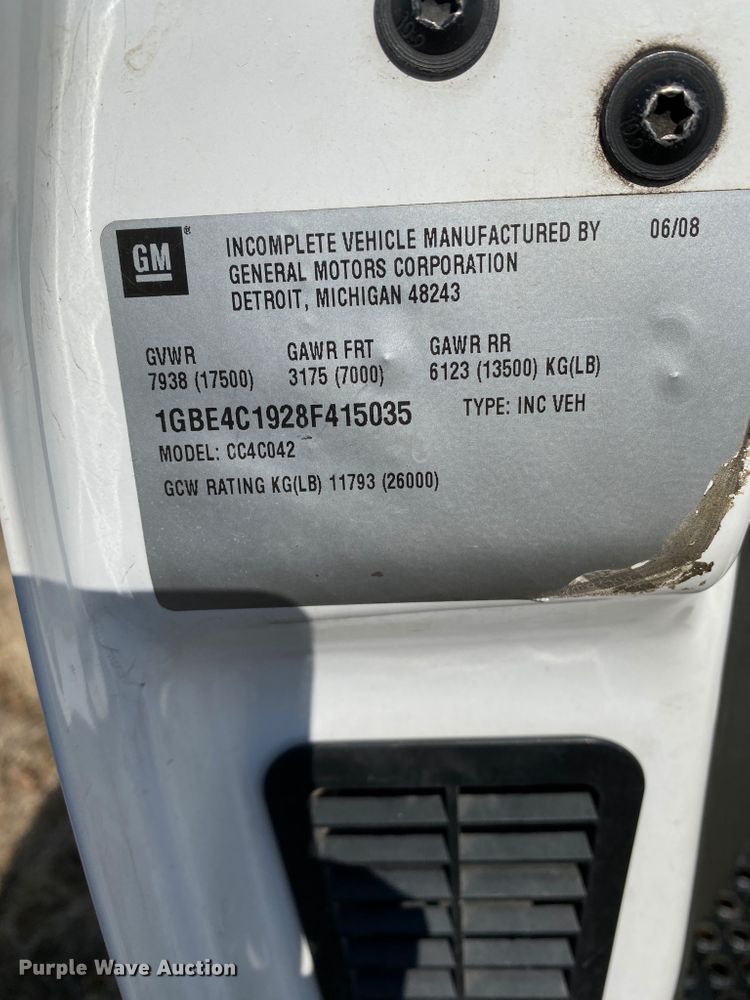 GM ®
INCOMPLETE VEHICLE MANUFACTURED BY 06/08
GENERAL MOTORS CORPORATION
DETROIT, MICHIGAN 48243
GVWR GAWR FRT GAWR RR
7938 (17500) 3175 (7000) 6123 (13500) KG(LB)
1GBE4C1928F415035 TYPE: INC VEH
MODEL: CC4C042
GCW RATING KG(LB) 11793 (26000)
Purple Wave Auction